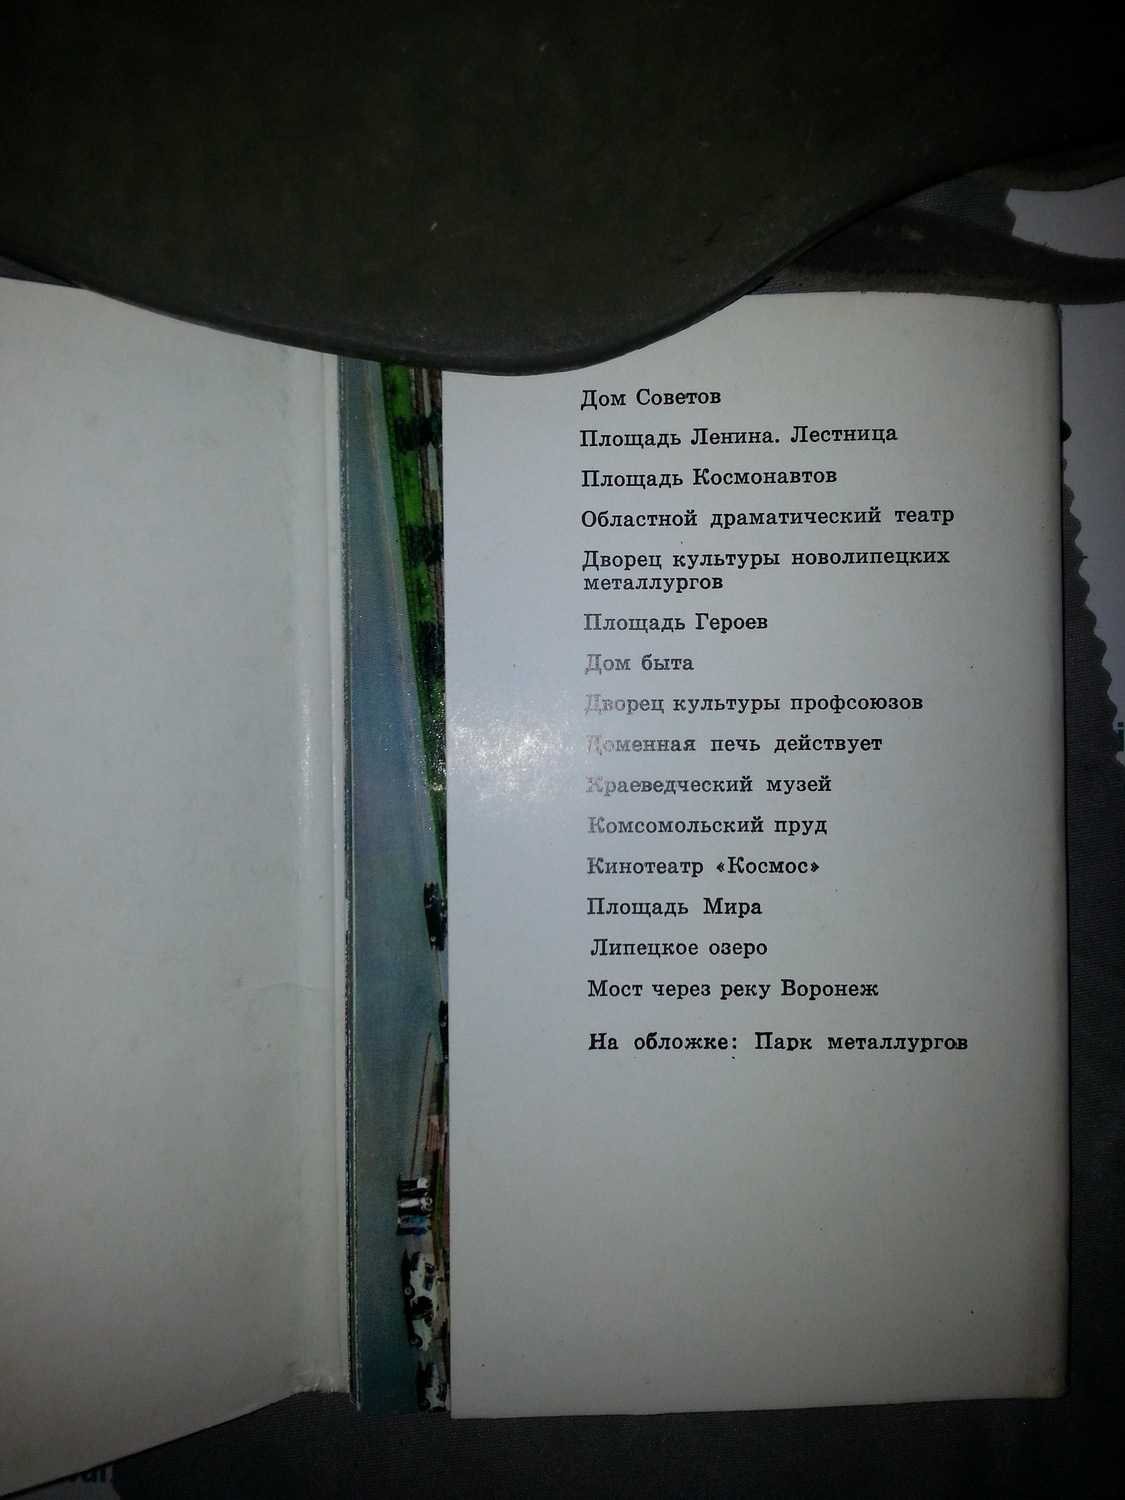 Дом Советов
Площадь Ленина. Лестница
Площадь Космонавтов
Областной драматический театр
Дворец культуры новолипецких
металлургов
Площадь Героев
Дом быта
Дворец культуры профсоюзов
Доменная печь действует
Краеведческий музей
Комсомольский пруд
Кинотеатр «Космос»
Площадь Мира
Липецкое озеро
Мост через реку Воронеж
На обложке: Парк металлургов